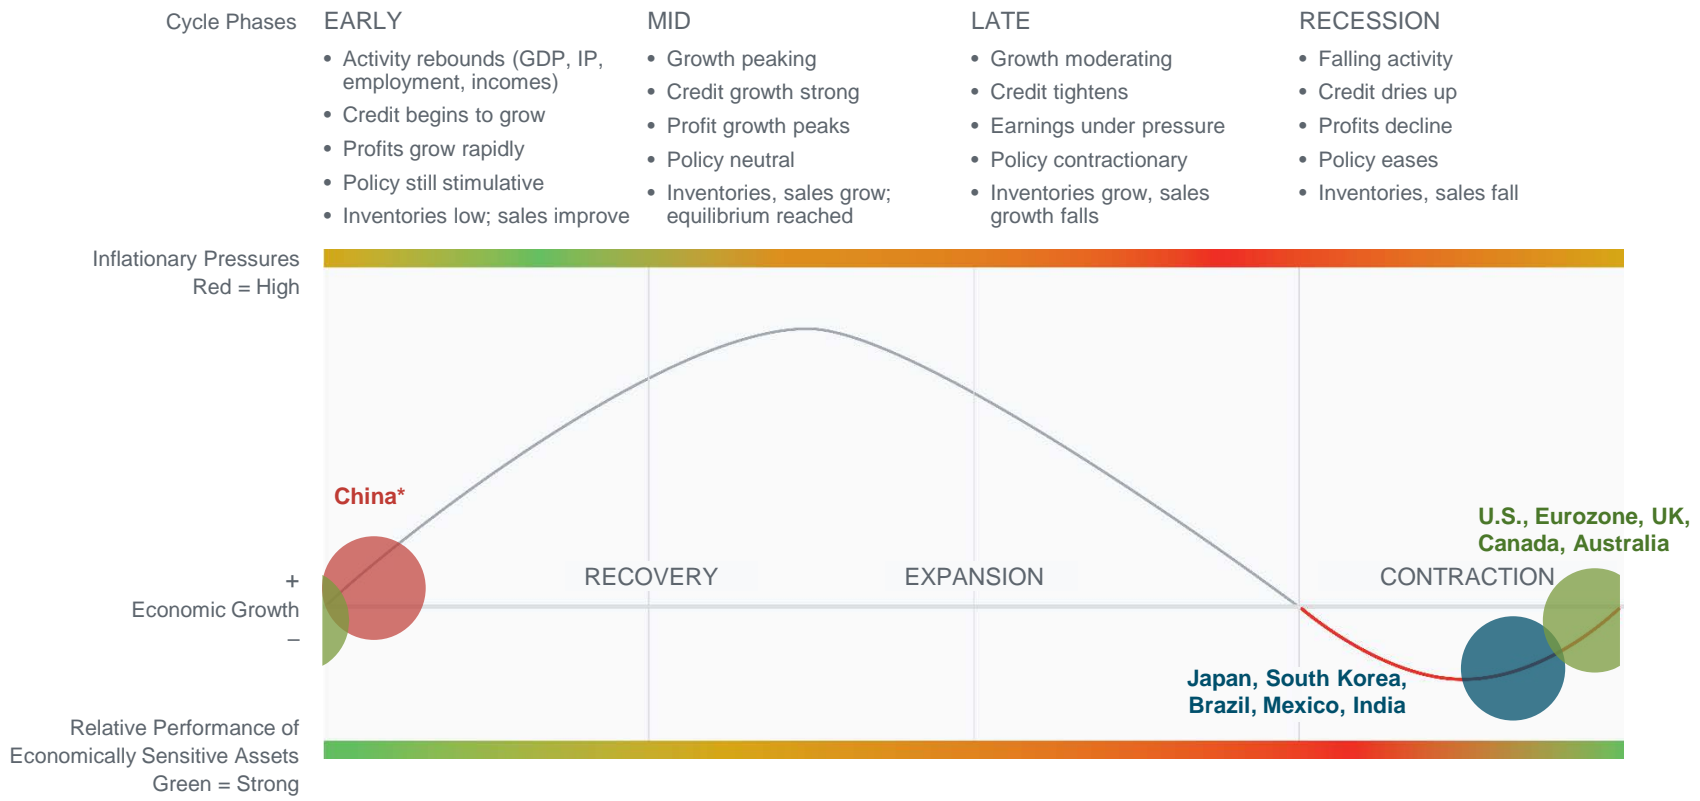 Cycle Phases
EARLY
• Activity rebounds (GDP, IP,
employment, incomes)
• Credit begins to grow
• Profits grow rapidly
• Policy still stimulative
• Inventories low; sales improve
MID
• Growth peaking
• Credit growth strong
• Profit growth peaks
• Policy neutral
• Inventories, sales grow;
equilibrium reached
LATE
• Growth moderating
• Credit tightens
• Earnings under pressure
• Policy contractionary
• Inventories grow, sales
growth falls
RECESSION
• Falling activity
• Credit dries up
• Profits decline
• Policy eases
• Inventories, sales fall
Inflationary Pressures
Red = High
China*
U.S., Eurozone, UK,
Canada, Australia
+
Economic Growth
–
RECOVERY
EXPANSION
CONTRACTION
Japan, South Korea,
Brazil, Mexico, India
Relative Performance of
Economically Sensitive Assets
Green = Strong